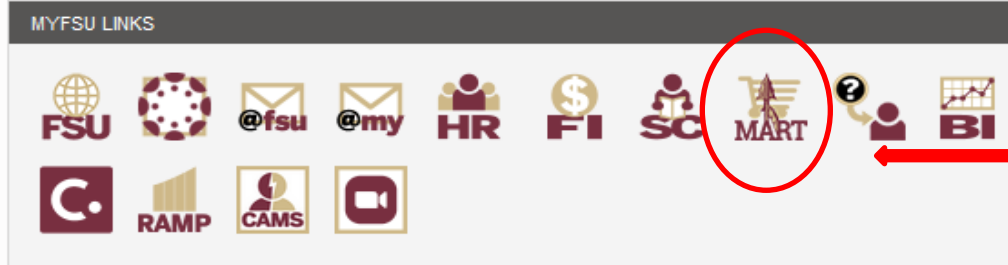 MYFSU LINKS
FSU @fsu @my HR $ FI SC MART ? BI
C. RAMP CAMS